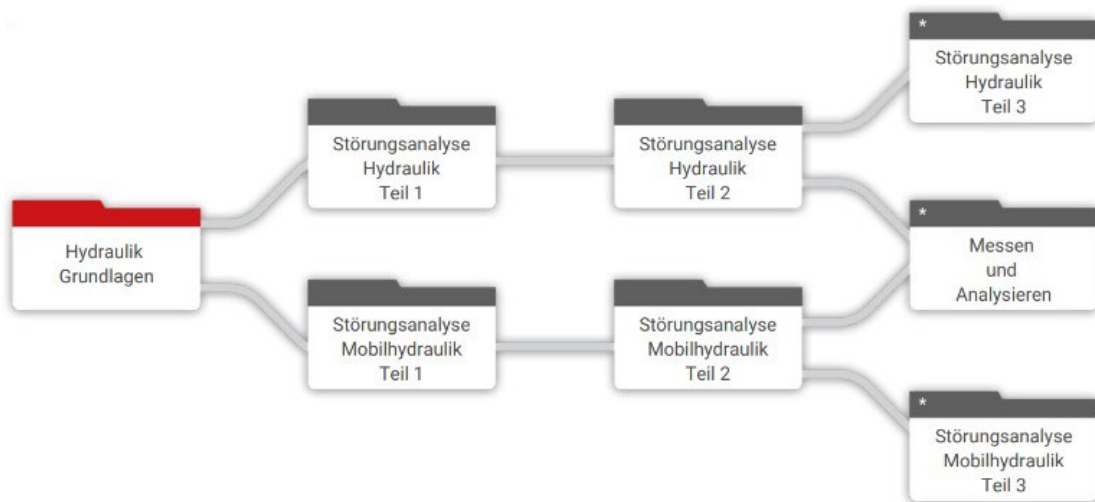 Hydraulik
Grundlagen
Störungsanalyse
Hydraulik
Teil 1
Störungsanalyse
Mobilhydraulik
Teil 1
Störungsanalyse
Hydraulik
Teil 2
Störungsanalyse
Mobilhydraulik
Teil 2
*
Störungsanalyse
Hydraulik
Teil 3
*
Messen
und
Analysieren
*
Störungsanalyse
Mobilhydraulik
Teil 3